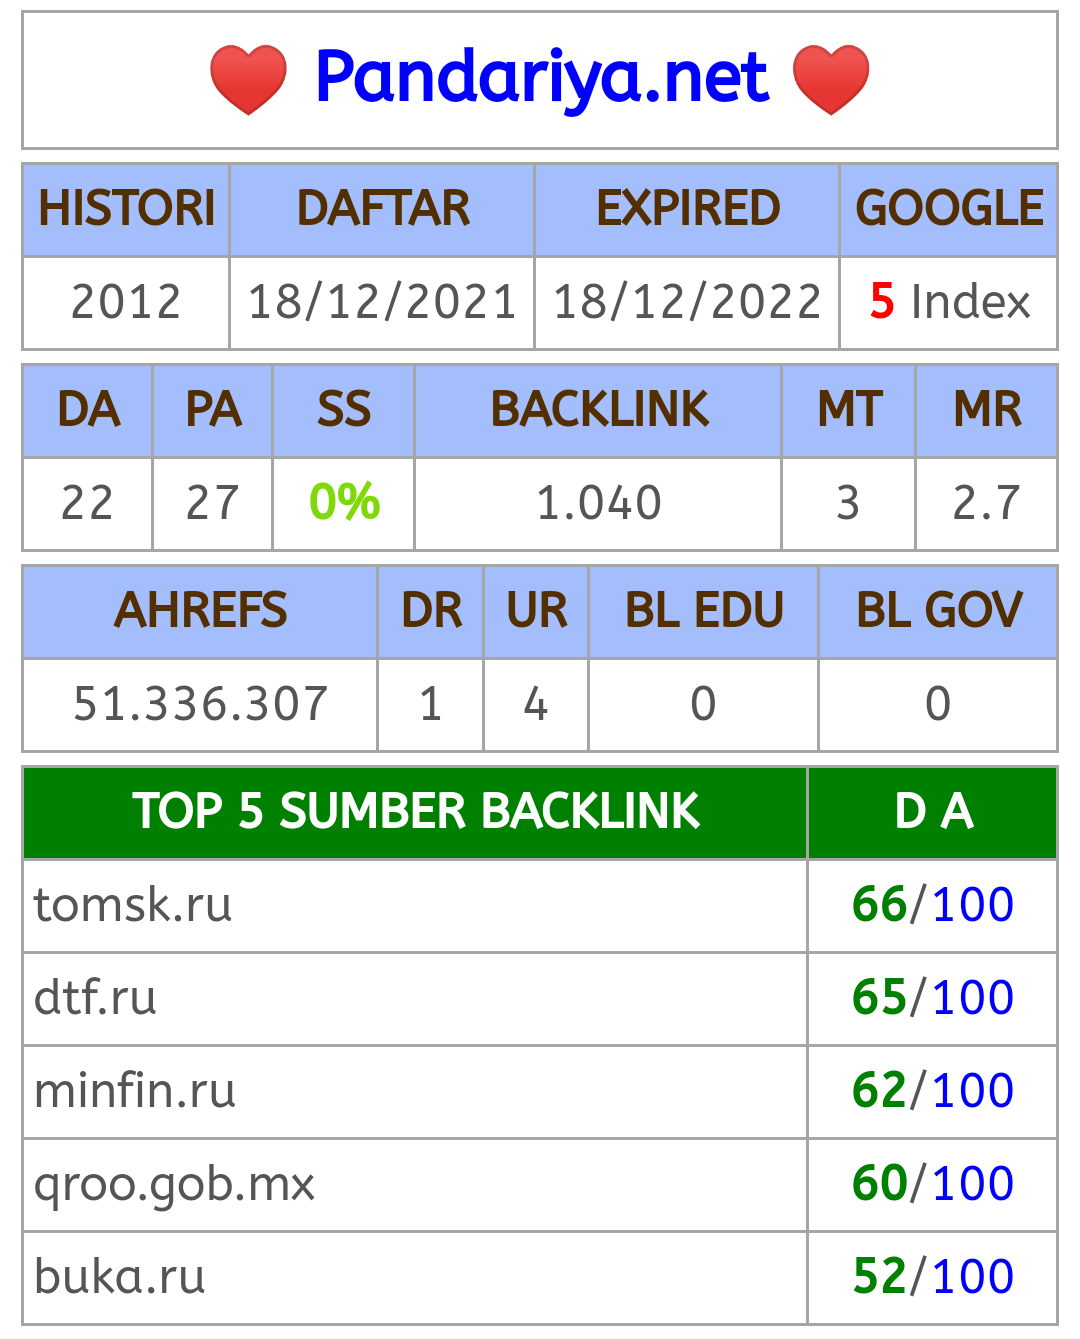 Pandariya.net
HISTORI DAFTAR EXPIRED GOOGLE
2012 18/12/2021 18/12/2022 5 Index
DA PA SS BACKLINK MT MR
22 27 0% 1.040 3 2.7
AHREFS DR UR BL EDU BL GOV
51.336.307 1 4 0 0
TOP 5 SUMBER BACKLINK D A
tomsk.ru 66/100
dtf.ru 65/100
minfin.ru 62/100
qroo.gob.mx 60/100
buka.ru 52/100